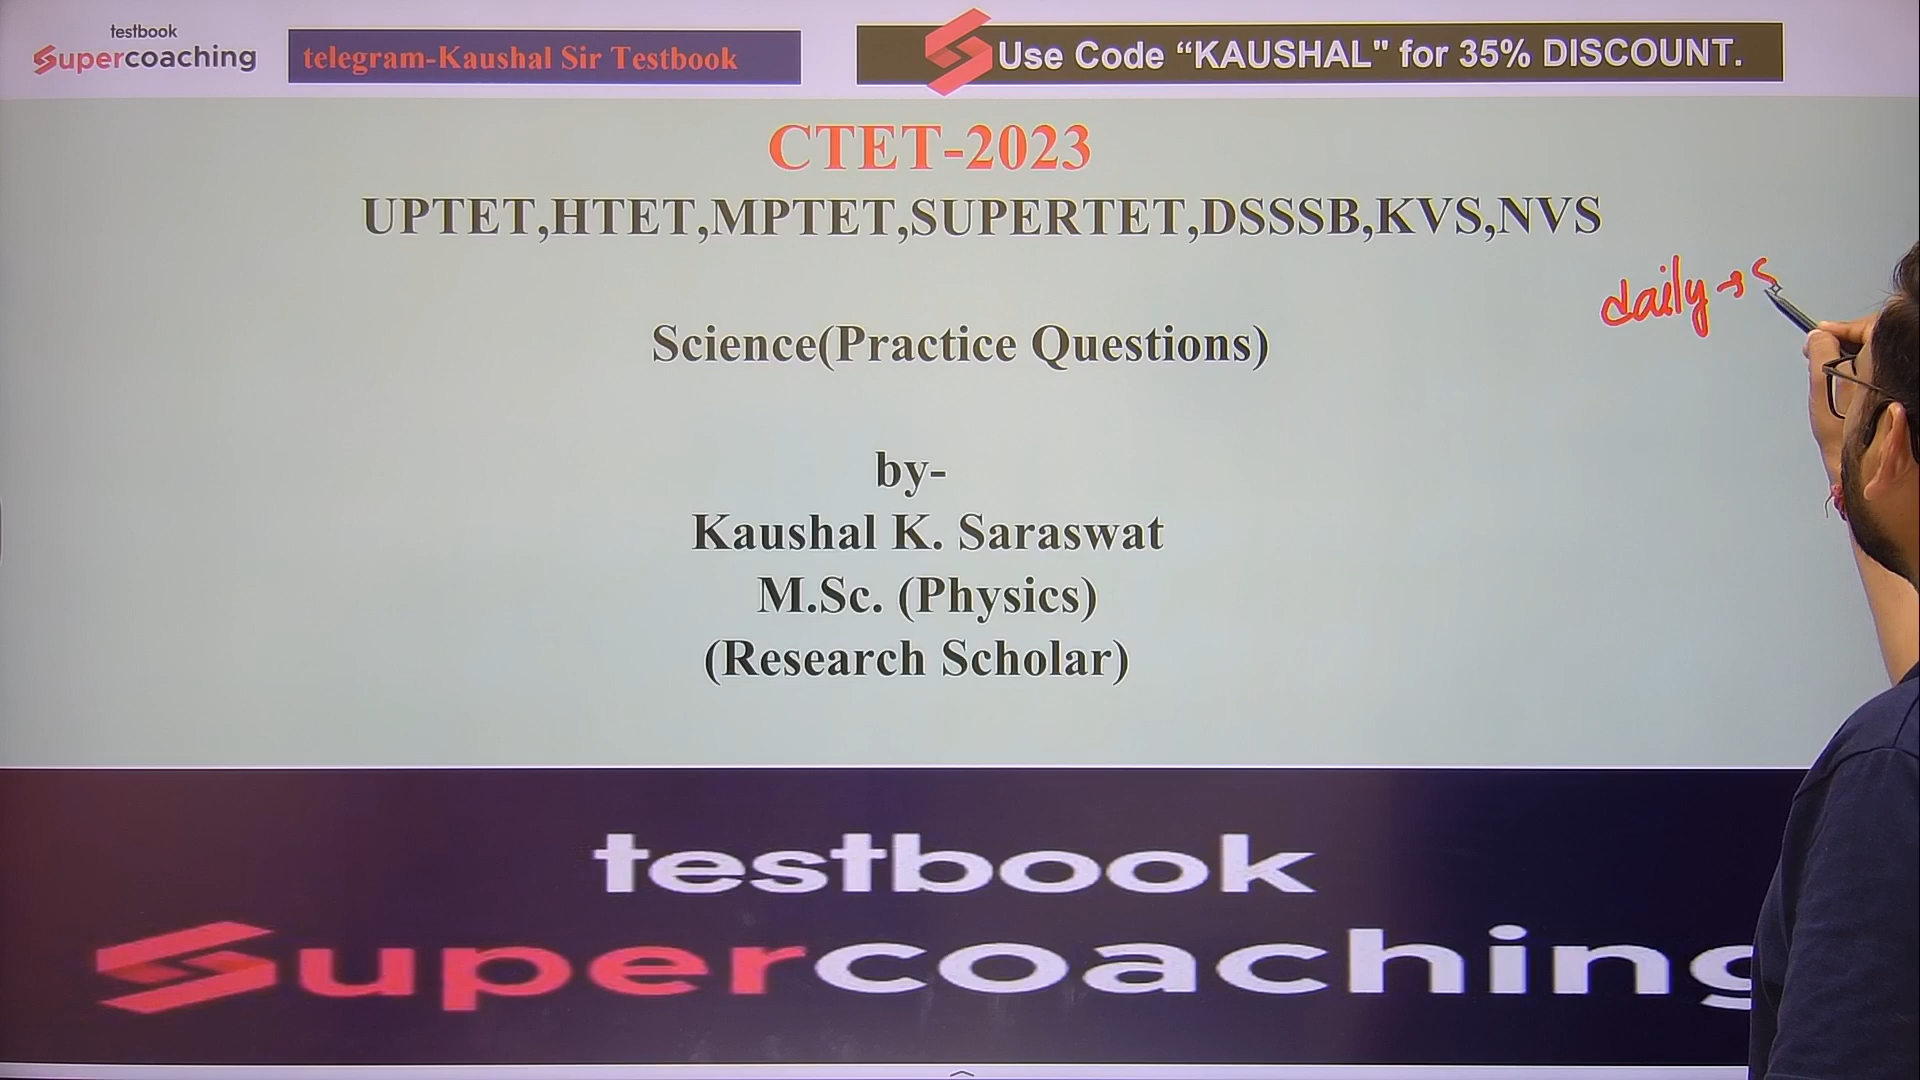 testbook
Supercoaching
telegram-Kaushal Sir Testbook
Use Code “KAUSHAL" for 35% DISCOUNT.
CTET-2023
UPTET,HTET,MPTET,SUPERTET,DSSSB,KVS,NVS
daily →
Science(Practice Questions)
by-
Kaushal K. Saraswat
M.Sc. (Physics)
(Research Scholar)
testbook
Supercoaching